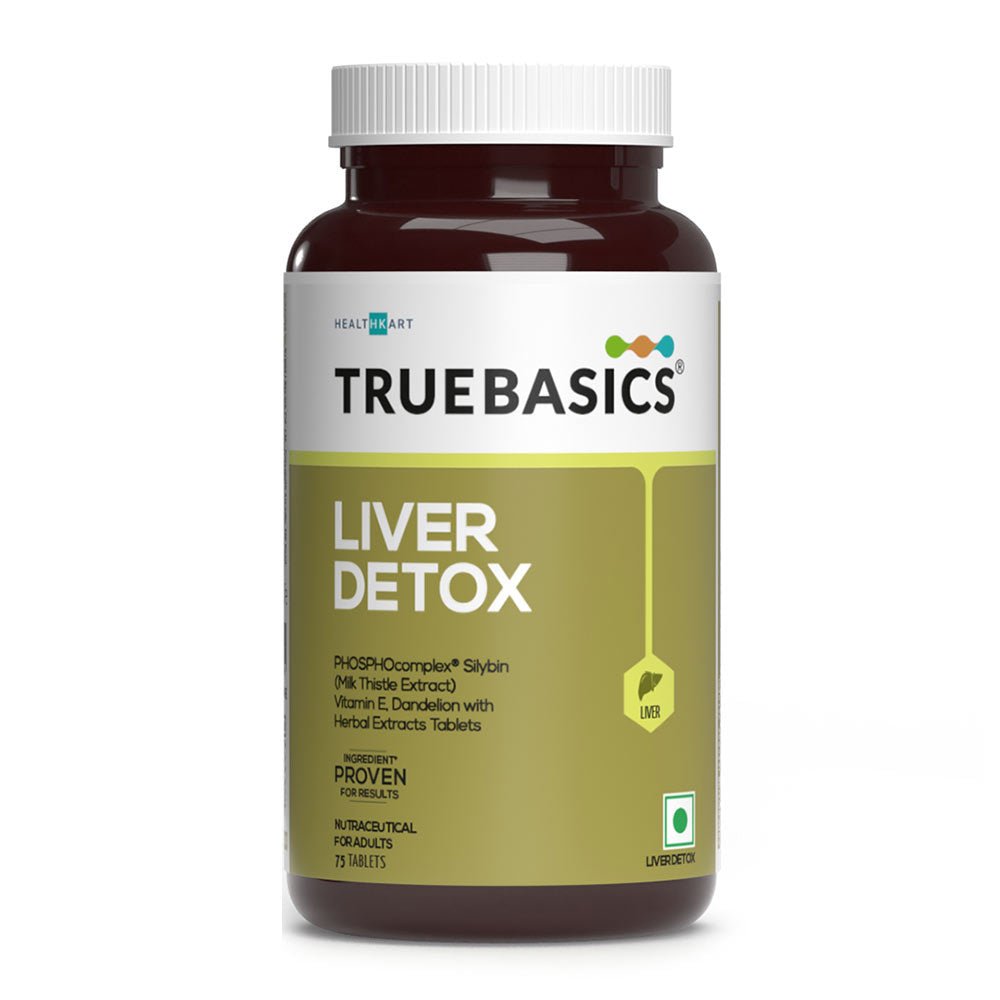 HEALTHKART
TRUEBASICS®
LIVER
DETOX
PHOSPHOcomplex® Silybin
(Milk Thistle Extract)
Vitamin E, Dandelion with
Herbal Extracts Tablets
INGREDIENT*
PROVEN
FOR RESULTS
NUTRACEUTICAL
FOR ADULTS
75 TABLETS
LIVER
LIVER DETOX